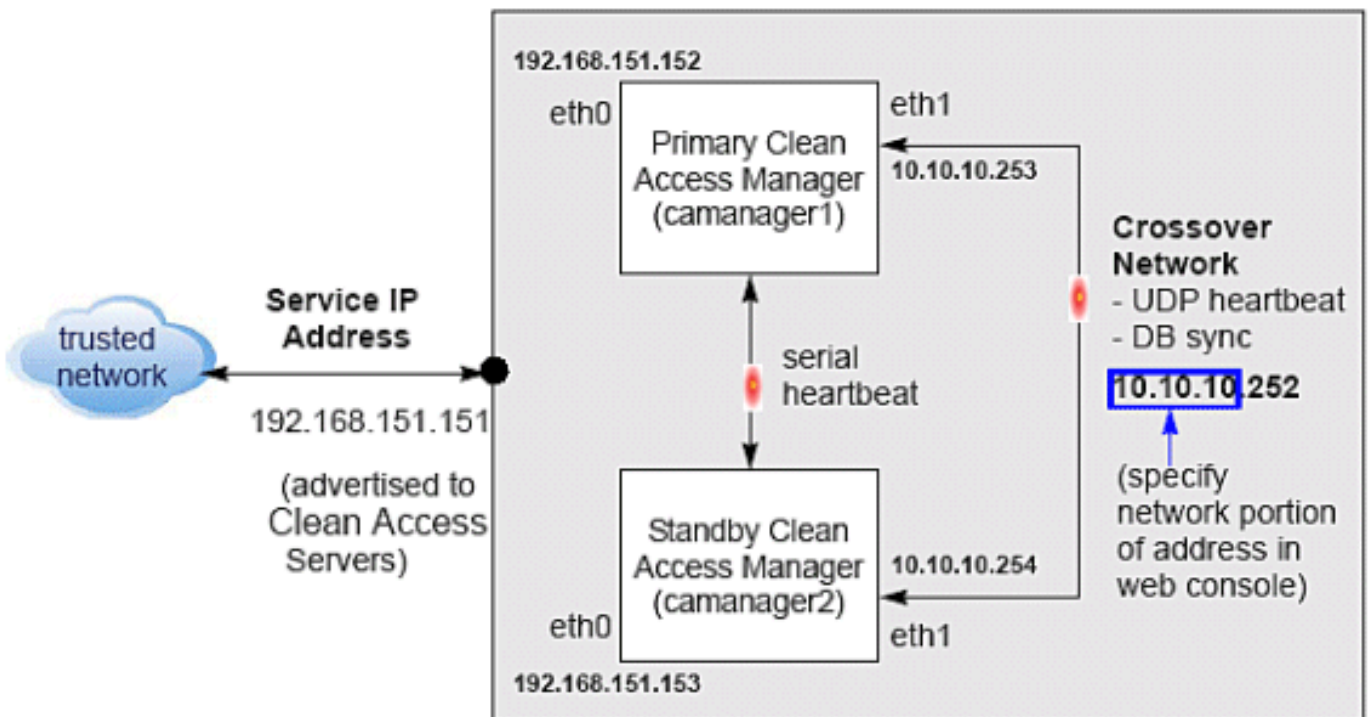 192.168.151.152
eth0
eth1
Primary Clean
Access Manager
(camanager1)
10.10.10.253
Crossover
Network
- UDP heartbeat
- DB sync
10.10.10.252
(specify
network portion
of address in
web console)
trusted
network
Service IP
Address
192.168.151.151
(advertised to
Clean Access
Servers)
serial
heartbeat
Standby Clean
Access Manager
(camanager2)
10.10.10.254
eth0
eth1
192.168.151.153